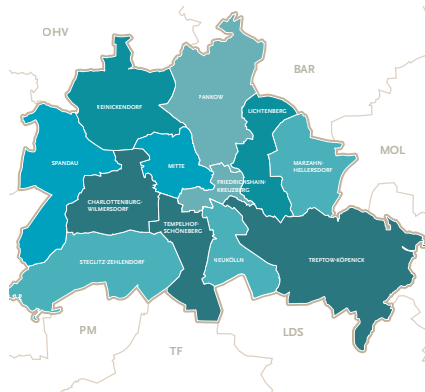 OHV
BAR
PANKOW
REINICKENDORF
LICHTENBERG
MOL
SPANDAU
MITTE
MARZAHN-
HELLERSDORF
FRIEDRICHSHAIN-
KREUZBERG
CHARLOTTENBURG-
WILMERSDORF
TEMPELHOF-
SCHÖNEBERG
STEGLITZ-ZEHLENDORF
NEUKÖLLN
TREPTOW-KÖPENICK
PM
LDS
TF